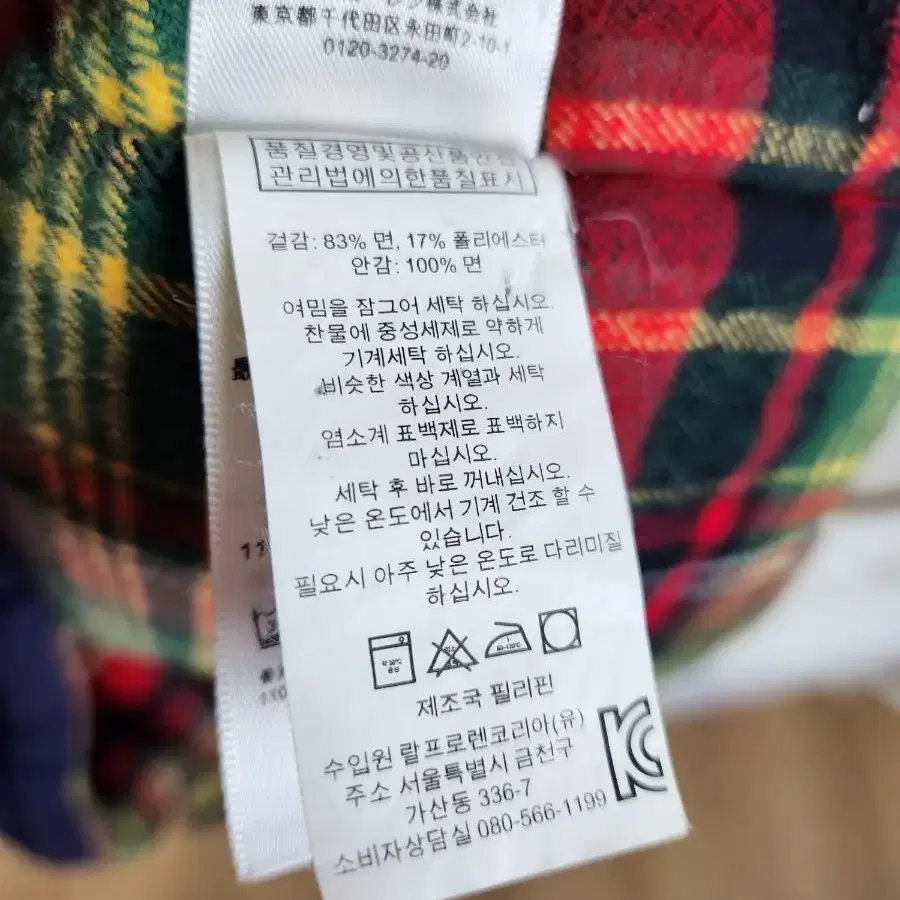 株式会社
東京都千代田区永田町2-10-1
0120-3274-20
품질경영및공산품안전
관리법에의한품질표시
겉감: 83% 면, 17% 폴리에스터
안감: 100% 면
여밈을 잠그어 세탁 하십시오.
찬물에 중성세제로 약하게
기계세탁 하십시오.
비슷한 색상 계열과 세탁
하십시오.
염소계 표백제로 표백하지
마십시오.
세탁 후 바로 꺼내십시오.
낮은 온도에서 기계 건조 할 수
있습니다.
필요시 아주 낮은 온도로 다리미질
하십시오.
제조국 필리핀
수입원 랄프로렌코리아(유)
주소 서울특별시 금천구
가산동 336-7
소비자상담실 080-566-1199